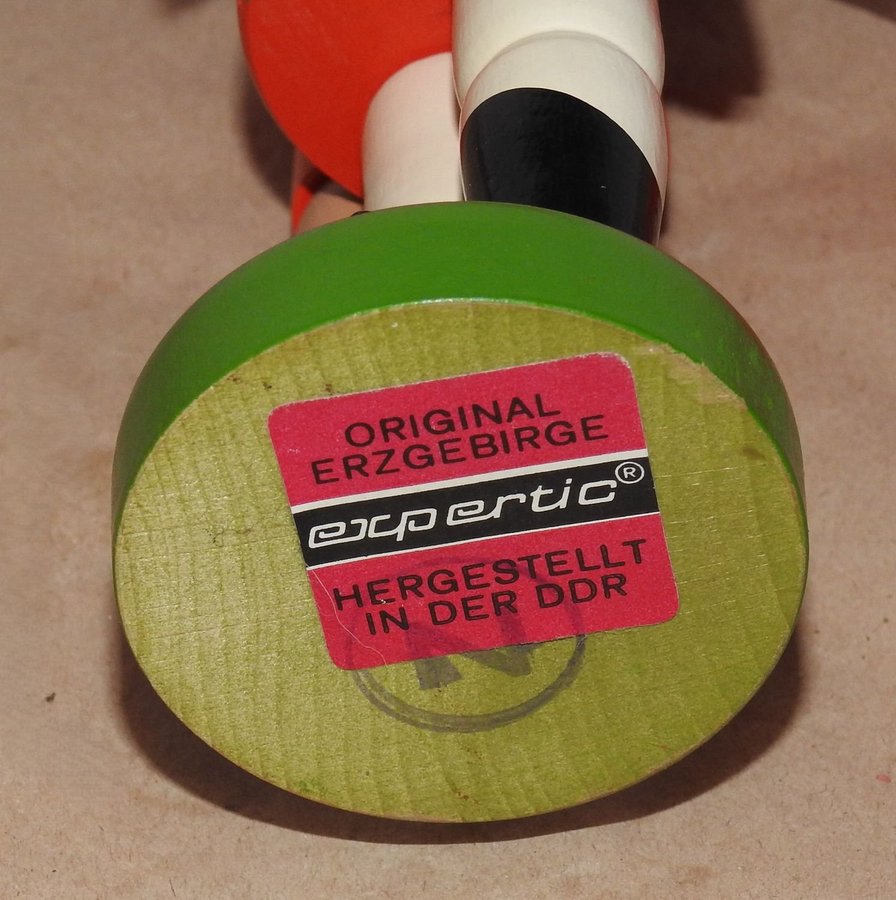 ORIGINAL
ERZGEBIRGE
expertic®
HERGESTELLT
IN DER DDR
N